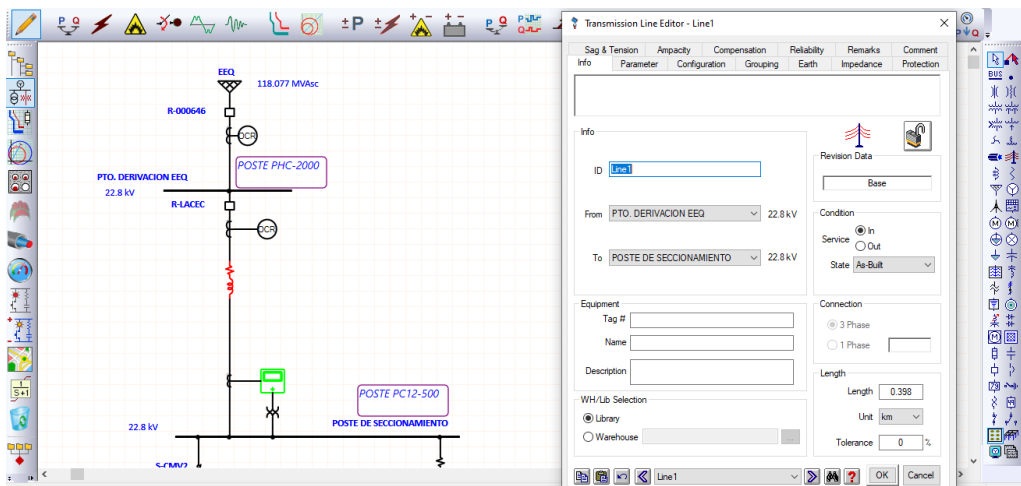 EEQ
118.077 MVAsc
R-000646
OCR
POSTE PHC-2000
PTO. DERIVACION EEQ
22.8 kV
R-LACEC
OCR
POSTE PC12-500
22.8 kV
POSTE DE SECCIONAMIENTO
S-CMV2
Transmission Line Editor - Line1
Sag & Tension Ampacity Compensation Reliability Remarks Comment
Info Parameter Configuration Grouping Earth Impedance Protection
Info
ID Line1
From PTO. DERIVACION EEQ 22.8 kV
To POSTE DE SECCIONAMIENTO 22.8 kV
Revision Data
Base
Condition
Service In
Out
State As-Built
Equipment
Tag #
Name
Description
Connection
3 Phase
1 Phase
WH/Lib Selection
Library
Warehouse
...
Length
Length 0.398
Unit km
Tolerance 0 %
Line1
OK Cancel
BUS
S+1